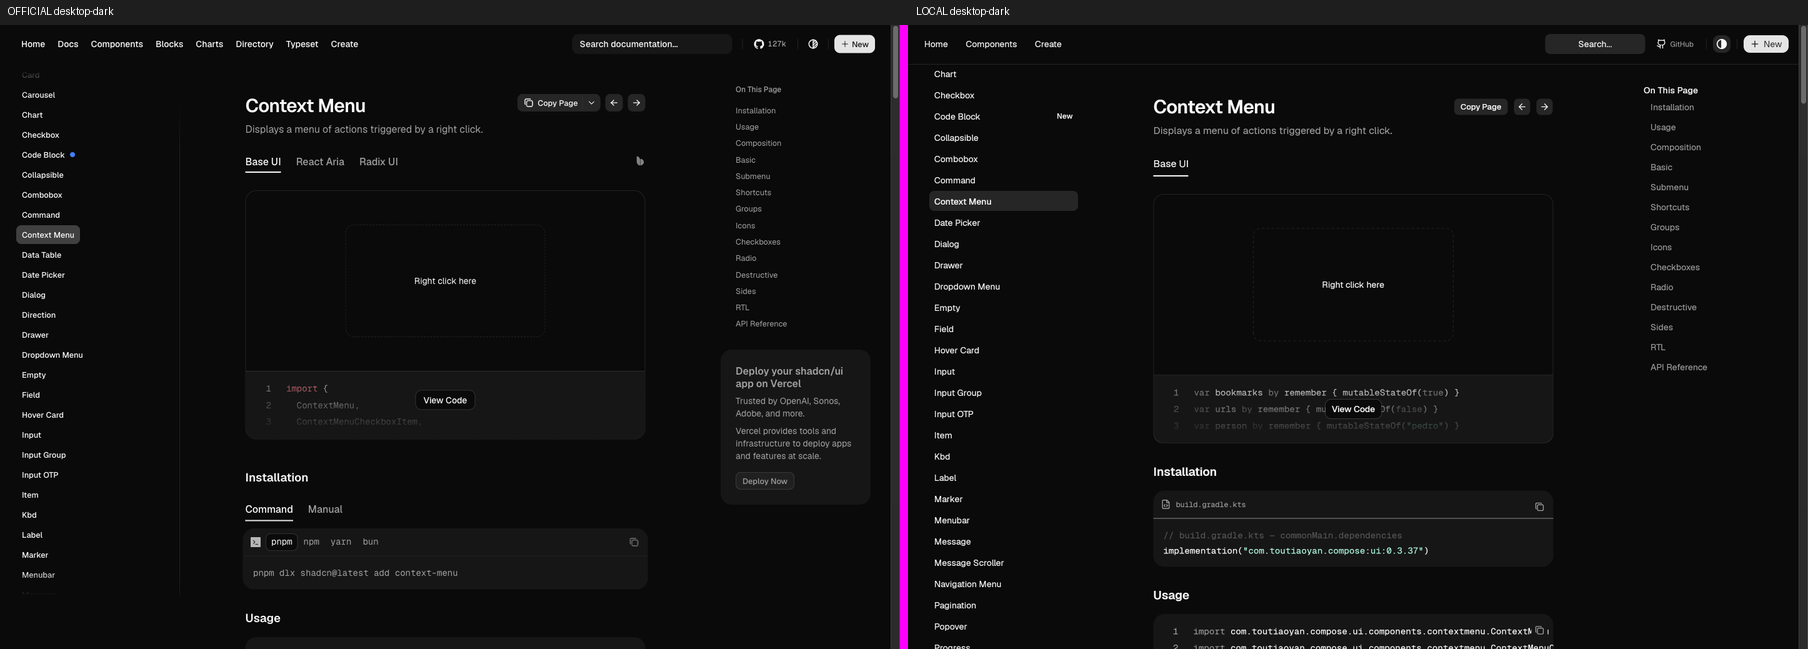 OFFICIAL desktop-dark
Home Docs Components Blocks Charts Directory Typeset Create
Search documentation...
127k
New
Card
Carousel
Chart
Checkbox
Code Block
Collapsible
Combobox
Command
Context Menu
Data Table
Date Picker
Dialog
Direction
Drawer
Dropdown Menu
Empty
Field
Hover Card
Input
Input Group
Input OTP
Item
Kbd
Label
Marker
Menubar
Context Menu
Copy Page
Displays a menu of actions triggered by a right click.
Base UI React Aria Radix UI
Right click here
1 import {
2 ContextMenu,
3 ContextMenuCheckboxItem,
View Code
Installation
Command Manual
pnpm npm yarn bun
pnpm dlx shadcn@latest add context-menu
Usage
On This Page
Installation
Usage
Composition
Basic
Submenu
Shortcuts
Groups
Icons
Checkboxes
Radio
Destructive
Sides
RTL
API Reference
Deploy your shadcn/ui
app on Vercel
Trusted by OpenAI, Sonos,
Adobe, and more.
Vercel provides tools and
infrastructure to deploy apps
and features at scale.
Deploy Now
LOCAL desktop-dark
Home Components Create
Search...
GitHub
New
Chart
Checkbox
Code Block New
Collapsible
Combobox
Command
Context Menu
Date Picker
Dialog
Drawer
Dropdown Menu
Empty
Field
Hover Card
Input
Input Group
Input OTP
Item
Kbd
Label
Marker
Menubar
Message
Message Scroller
Navigation Menu
Pagination
Popover
Progress
Context Menu
Copy Page
Displays a menu of actions triggered by a right click.
Base UI
Right click here
1 var bookmarks by remember { mutableStateOf(true) }
2 var urls by remember { mu Of(false) }
3 var person by remember { mutableStateOf("pedro") }
View Code
Installation
build.gradle.kts
// build.gradle.kts — commonMain.dependencies
implementation("com.toutiaoyan.compose:ui:0.3.37")
Usage
1 import com.toutiaoyan.compose.ui.components.contextmenu.ContextM
2 import com.toutiaoyan.compose.ui.components.contextmenu.ContextMenuC
On This Page
Installation
Usage
Composition
Basic
Submenu
Shortcuts
Groups
Icons
Checkboxes
Radio
Destructive
Sides
RTL
API Reference